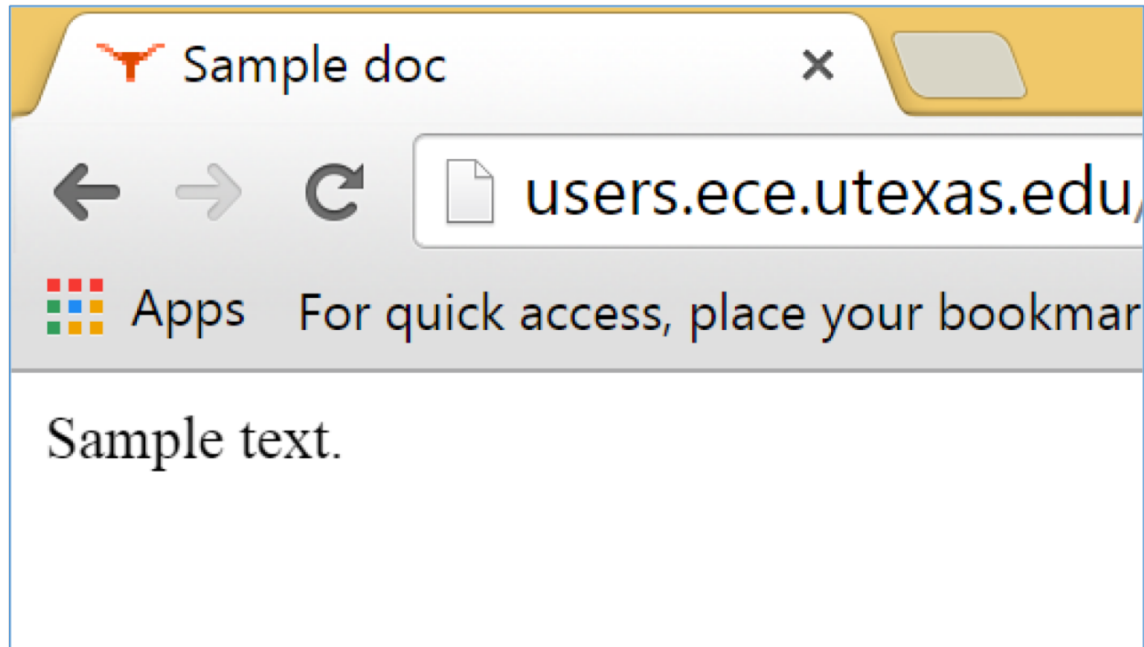 Sample doc
users.ece.utexas.edu/
Apps For quick access, place your bookmar
Sample text.